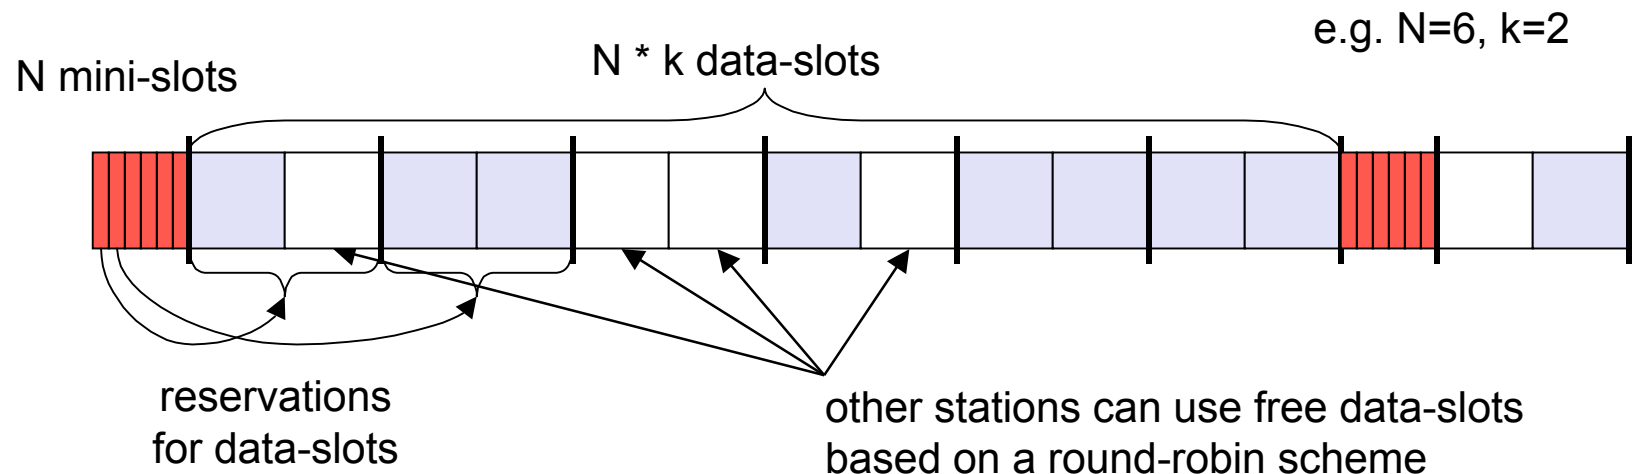 e.g. N=6, k=2
N mini-slots
N * k data-slots
reservations
for data-slots
other stations can use free data-slots
based on a round-robin scheme